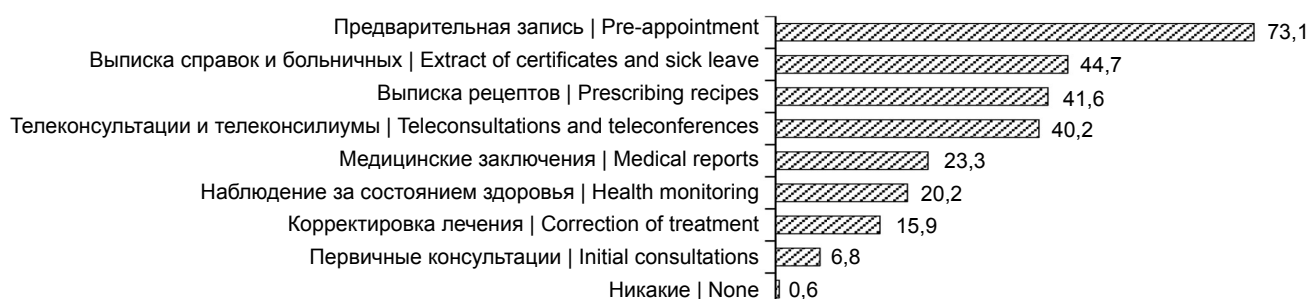 Предварительная запись | Pre-appointment 73,1
Выписка справок и больничных | Extract of certificates and sick leave 44,7
Выписка рецептов | Prescribing recipes 41,6
Телеконсультации и телеконсилиумы | Teleconsultations and teleconferences 40,2
Медицинские заключения | Medical reports 23,3
Наблюдение за состоянием здоровья | Health monitoring 20,2
Корректировка лечения | Correction of treatment 15,9
Первичные консультации | Initial consultations 6,8
Никакие | None 0,6